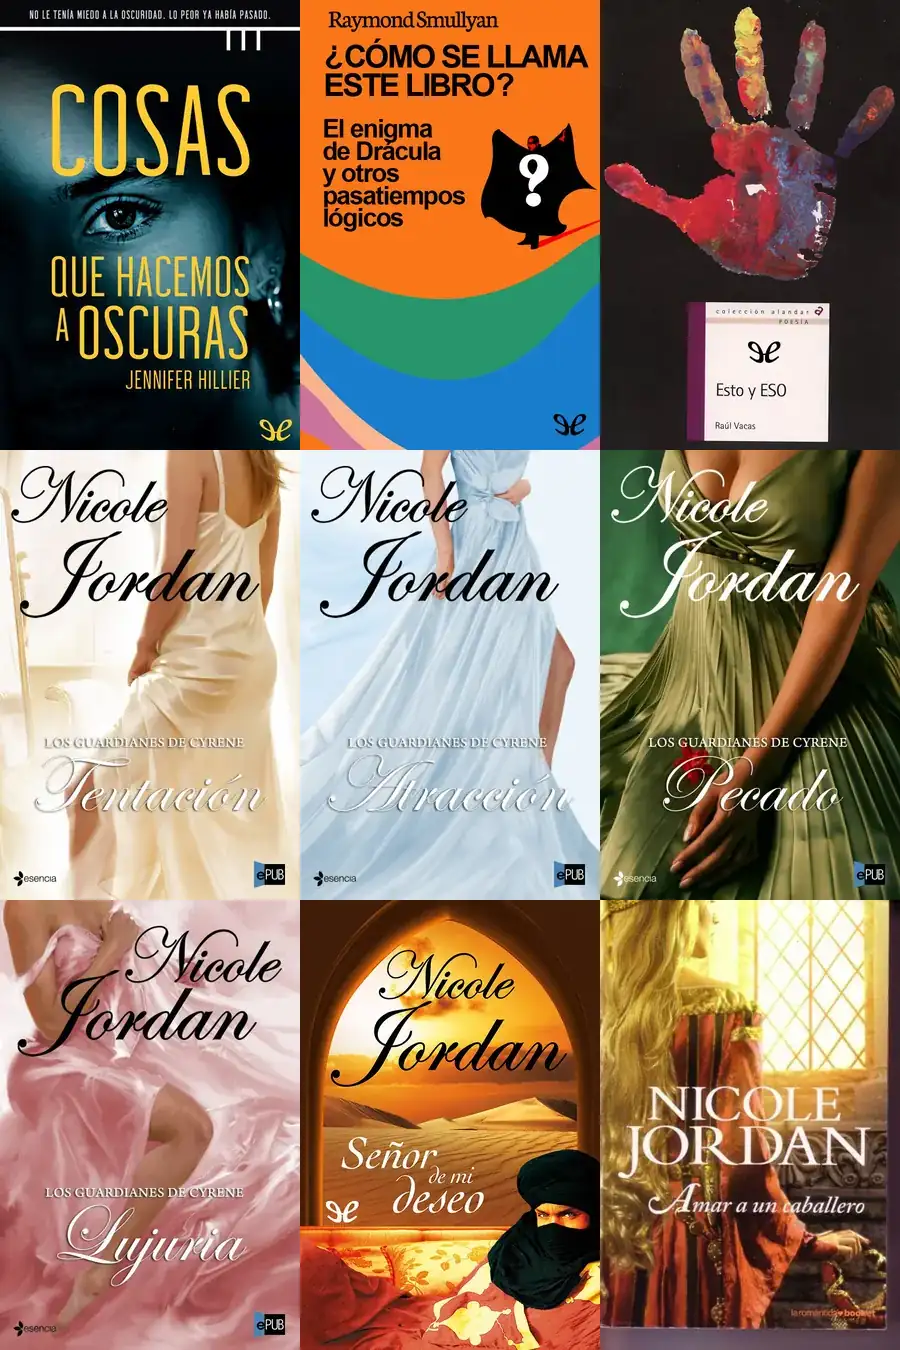 NO LE TENÍA MIEDO A LA OSCURIDAD. LO PEOR YA HABÍA PASADO.
COSAS
QUE HACEMOS
A OSCURAS
JENNIFER HILLIER
Raymond Smullyan
¿CÓMO SE LLAMA
ESTE LIBRO?
El enigma
de Drácula
y otros
pasatiempos
lógicos
?
colección alandar
POESÍA
Esto y ESO
Raúl Vacas
Nicole
Jordan
LOS GUARDIANES DE CYRENE
Tentación
esencia
ePUB
Nicole
Jordan
LOS GUARDIANES DE CYRENE
Atracción
esencia
ePUB
Nicole
Jordan
LOS GUARDIANES DE CYRENE
Pecado
esencia
ePUB
Nicole
Jordan
LOS GUARDIANES DE CYRENE
Lujuria
esencia
ePUB
Nicole
Jordan
Señor
de mi
deseo
NICOLE
JORDAN
Amar a un caballero
la romántica booket